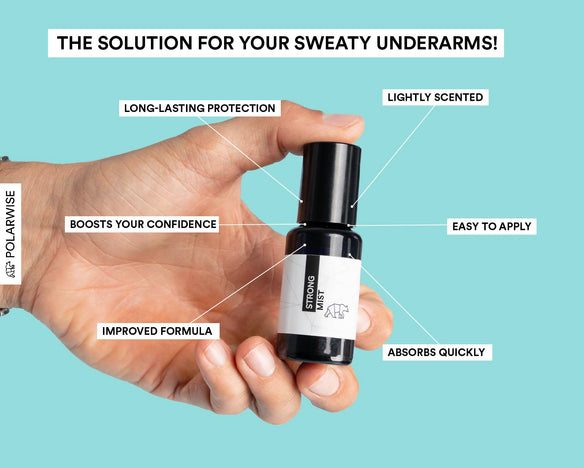 THE SOLUTION FOR YOUR SWEATY UNDERARMS!
LIGHTLY SCENTED
LONG-LASTING PROTECTION
BOOSTS YOUR CONFIDENCE
EASY TO APPLY
POLARWISE
STRONG
MIST
IMPROVED FORMULA
ABSORBS QUICKLY